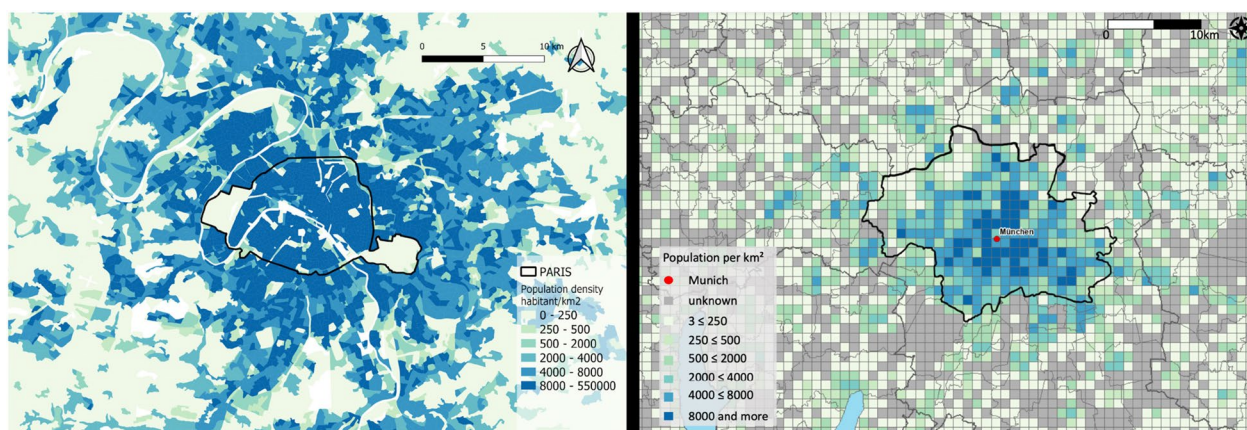 0 5 10 km
PARIS
Population density
habitant/km2
0 - 250
250 - 500
500 - 2000
2000 - 4000
4000 - 8000
8000 - 550000
0 10km
München
Population per km²
Munich
unknown
3 ≤ 250
250 ≤ 500
500 ≤ 2000
2000 ≤ 4000
4000 ≤ 8000
8000 and more